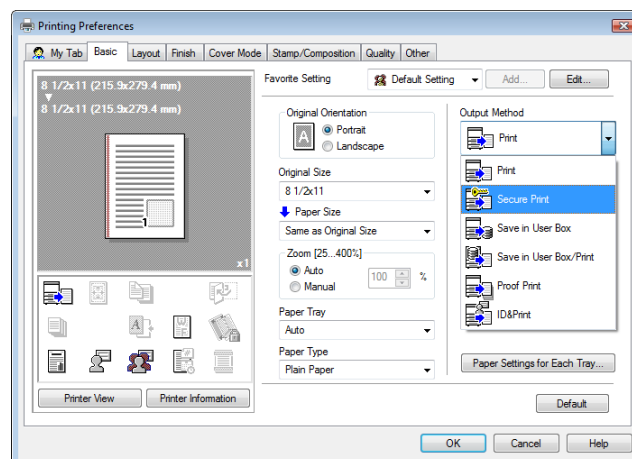 Printing Preferences
My Tab Basic Layout Finish Cover Mode Stamp/Composition Quality Other
8 1/2x11 (215.9x279.4 mm)
8 1/2x11 (215.9x279.4 mm)
1
x1
Printer View Printer Information
Favorite Setting Default Setting Add... Edit...
Original Orientation
A
Portrait
Landscape
Original Size
8 1/2x11
Paper Size
Same as Original Size
Zoom [25...400%]
Auto
Manual
100 %
Paper Tray
Auto
Paper Type
Plain Paper
Output Method
Print
Print
Secure Print
Save in User Box
Save in User Box/Print
Proof Print
ID&Print
Paper Settings for Each Tray...
Default
OK Cancel Help